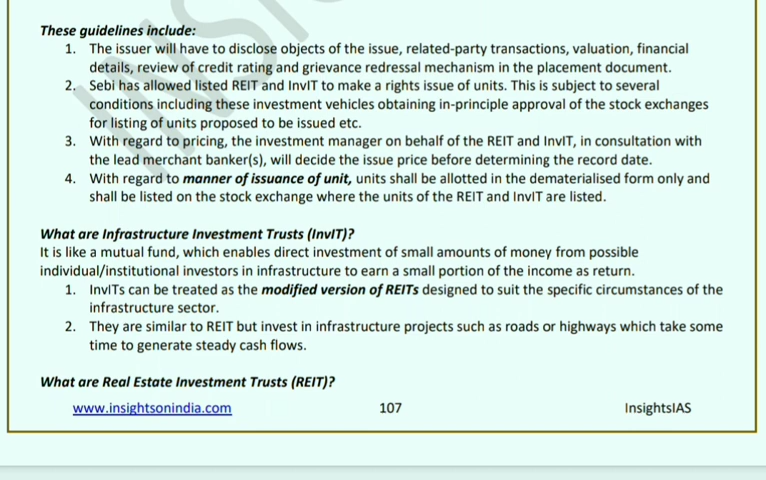 These guidelines include:
1. The issuer will have to disclose objects of the issue, related-party transactions, valuation, financial
details, review of credit rating and grievance redressal mechanism in the placement document.
2. Sebi has allowed listed REIT and InvIT to make a rights issue of units. This is subject to several
conditions including these investment vehicles obtaining in-principle approval of the stock exchanges
for listing of units proposed to be issued etc.
3. With regard to pricing, the investment manager on behalf of the REIT and InvIT, in consultation with
the lead merchant banker(s), will decide the issue price before determining the record date.
4. With regard to manner of issuance of unit, units shall be allotted in the dematerialised form only and
shall be listed on the stock exchange where the units of the REIT and InvIT are listed.
What are Infrastructure Investment Trusts (InvIT)?
It is like a mutual fund, which enables direct investment of small amounts of money from possible
individual/institutional investors in infrastructure to earn a small portion of the income as return.
1. InvITs can be treated as the modified version of REITs designed to suit the specific circumstances of the
infrastructure sector.
2. They are similar to REIT but invest in infrastructure projects such as roads or highways which take some
time to generate steady cash flows.
What are Real Estate Investment Trusts (REIT)?
www.insightsonindia.com 107 InsightsIAS